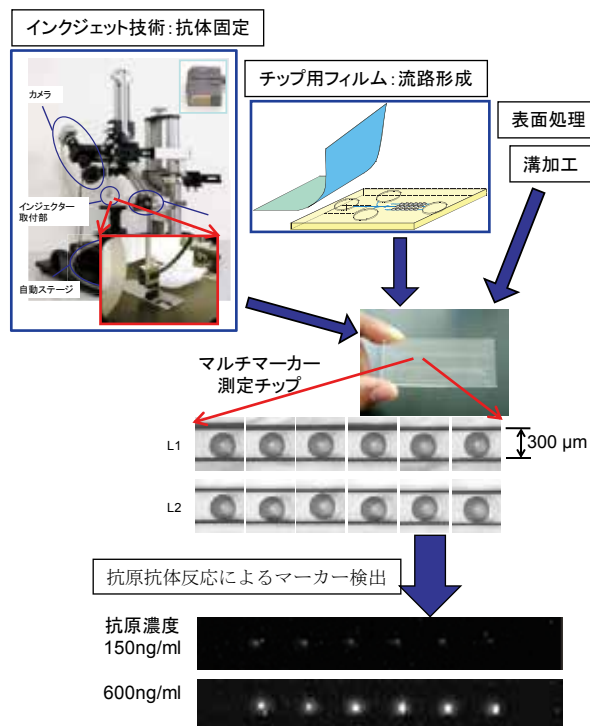 インクジェット技術：抗体固定
カメラ
インジェクター
取付部
自動ステージ
チップ用フィルム：流路形成
表面処理
溝加工
マルチマーカー
測定チップ
L1
300 μm
L2
抗原抗体反応によるマーカー検出
抗原濃度
150ng/ml
600ng/ml